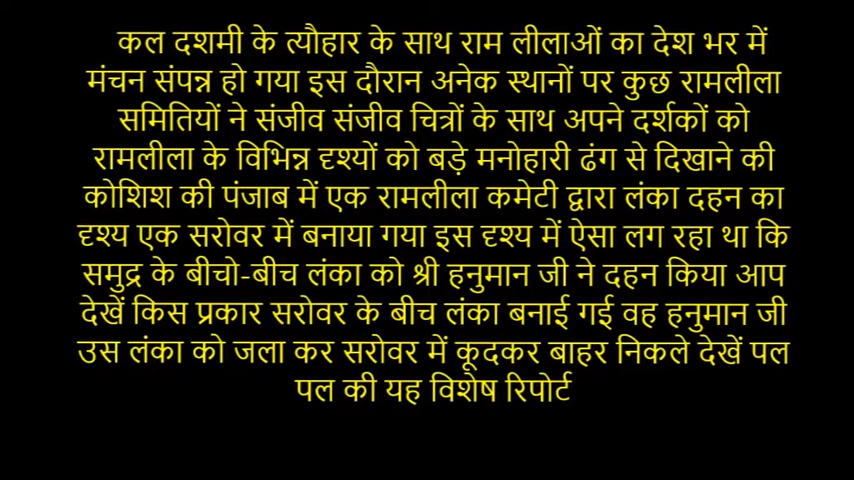 कल दशमी के त्यौहार के साथ राम लीलाओं का देश भर में
मंचन संपन्न हो गया इस दौरान अनेक स्थानों पर कुछ रामलीला
समितियों ने संजीव संजीव चित्रों के साथ अपने दर्शकों को
रामलीला के विभिन्न दृश्यों को बड़े मनोहारी ढंग से दिखाने की
कोशिश की पंजाब में एक रामलीला कमेटी द्वारा लंका दहन का
दृश्य एक सरोवर में बनाया गया इस दृश्य में ऐसा लग रहा था कि
समुद्र के बीचो-बीच लंका को श्री हनुमान जी ने दहन किया आप
देखें किस प्रकार सरोवर के बीच लंका बनाई गई वह हनुमान जी
उस लंका को जला कर सरोवर में कूदकर बाहर निकले देखें पल
पल की यह विशेष रिपोर्ट